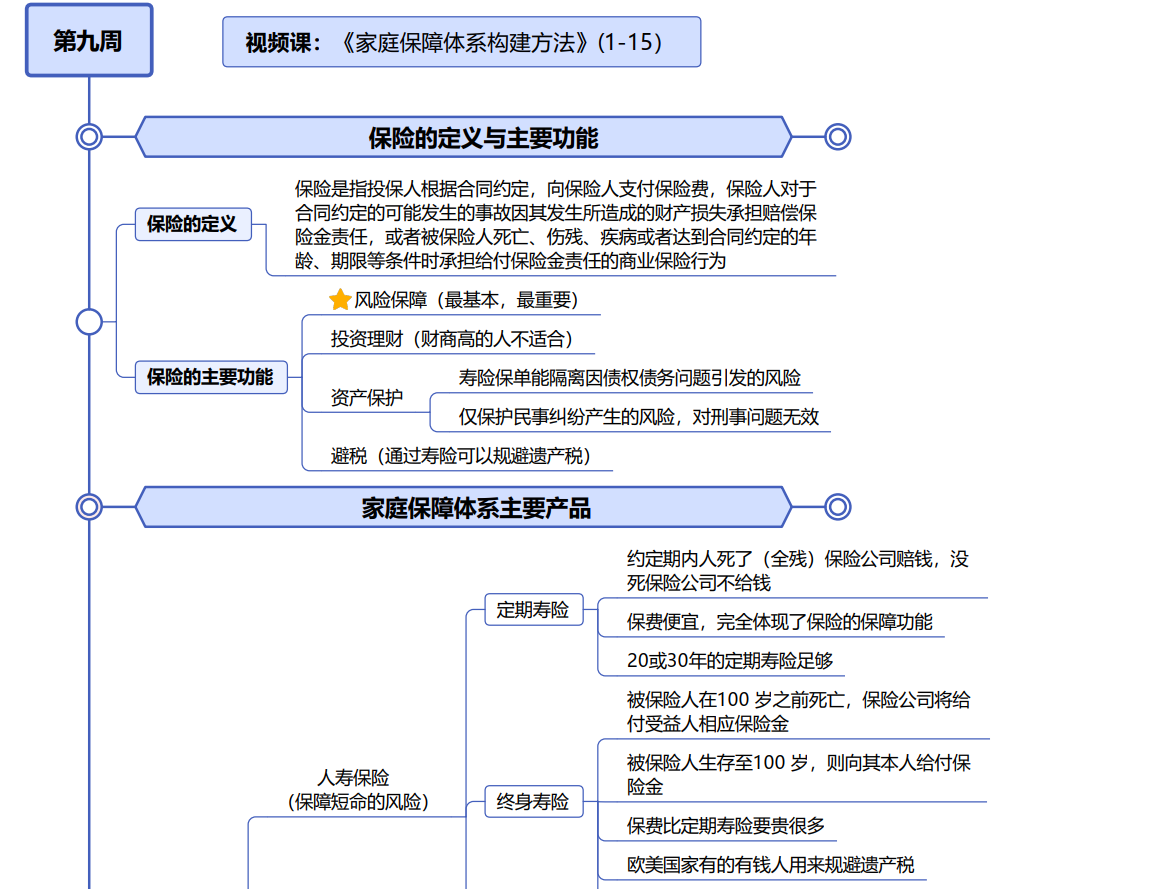 第九周
视频课：《家庭保障体系构建方法》(1-15)
保险的定义与主要功能
保险的定义
保险是指投保人根据合同约定，向保险人支付保险费，保险人对于
合同约定的可能发生的事故因其发生所造成的财产损失承担赔偿保
险金责任，或者被保险人死亡、伤残、疾病或者达到合同约定的年
龄、期限等条件时承担给付保险金责任的商业保险行为
保险的主要功能
风险保障（最基本，最重要）
投资理财（财商高的人不适合）
资产保护
寿险保单能隔离因债权债务问题引发的风险
仅保护民事纠纷产生的风险，对刑事问题无效
避税（通过寿险可以规避遗产税）
家庭保障体系主要产品
人寿保险
（保障短命的风险）
定期寿险
约定期内人死了（全残）保险公司赔钱，没
死保险公司不给钱
保费便宜，完全体现了保险的保障功能
20或30年的定期寿险足够
终身寿险
被保险人在100 岁之前死亡，保险公司将给
付受益人相应保险金
被保险人生存至100 岁，则向其本人给付保
险金
保费比定期寿险要贵很多
欧美国家有的有钱人用来规避遗产税